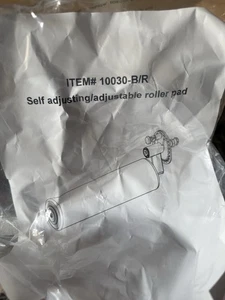 ITEM# 10030-B/R
Self adjusting/adjustable roller pad